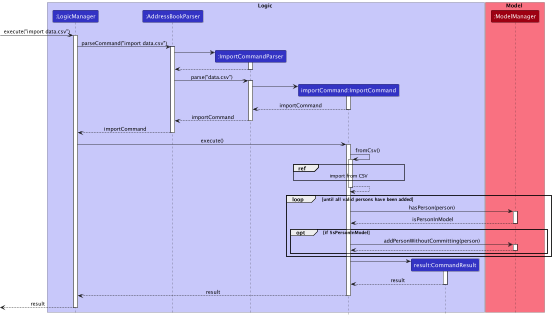 Logic
Model
:LogicManager
:AddressBookParser
:ModelManager
execute("import data.csv")
parseCommand("import data.csv")
:ImportCommandParser
parse("data.csv")
importCommand:ImportCommand
importCommand
importCommand
importCommand
execute()
fromCsv()
ref
import from CSV
loop [until all valid persons have been added]
hasPerson(person)
isPersonInModel
opt [if !isPersonInModel]
addPersonWithoutCommitting(person)
result:CommandResult
result
result
result